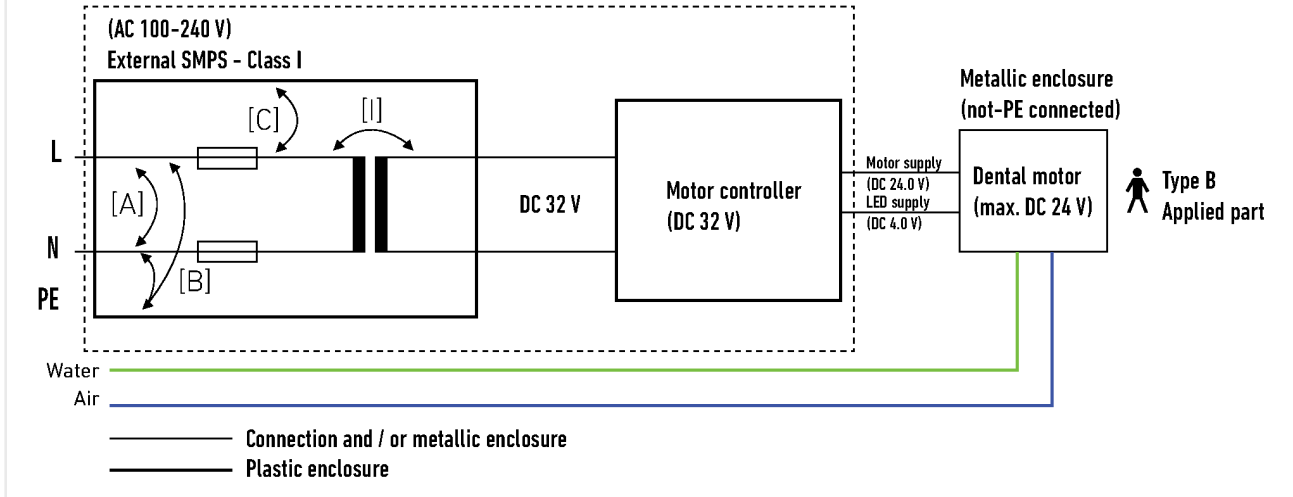 (AC 100-240 V)
External SMPS - Class I
[C]
[I]
L
[A]
N
[B]
PE
DC 32 V
Motor controller
(DC 32 V)
Motor supply
(DC 24.0 V)
LED supply
(DC 4.0 V)
Metallic enclosure
(not-PE connected)
Dental motor
(max. DC 24 V)
Type B
Applied part
Water
Air
Connection and / or metallic enclosure
Plastic enclosure